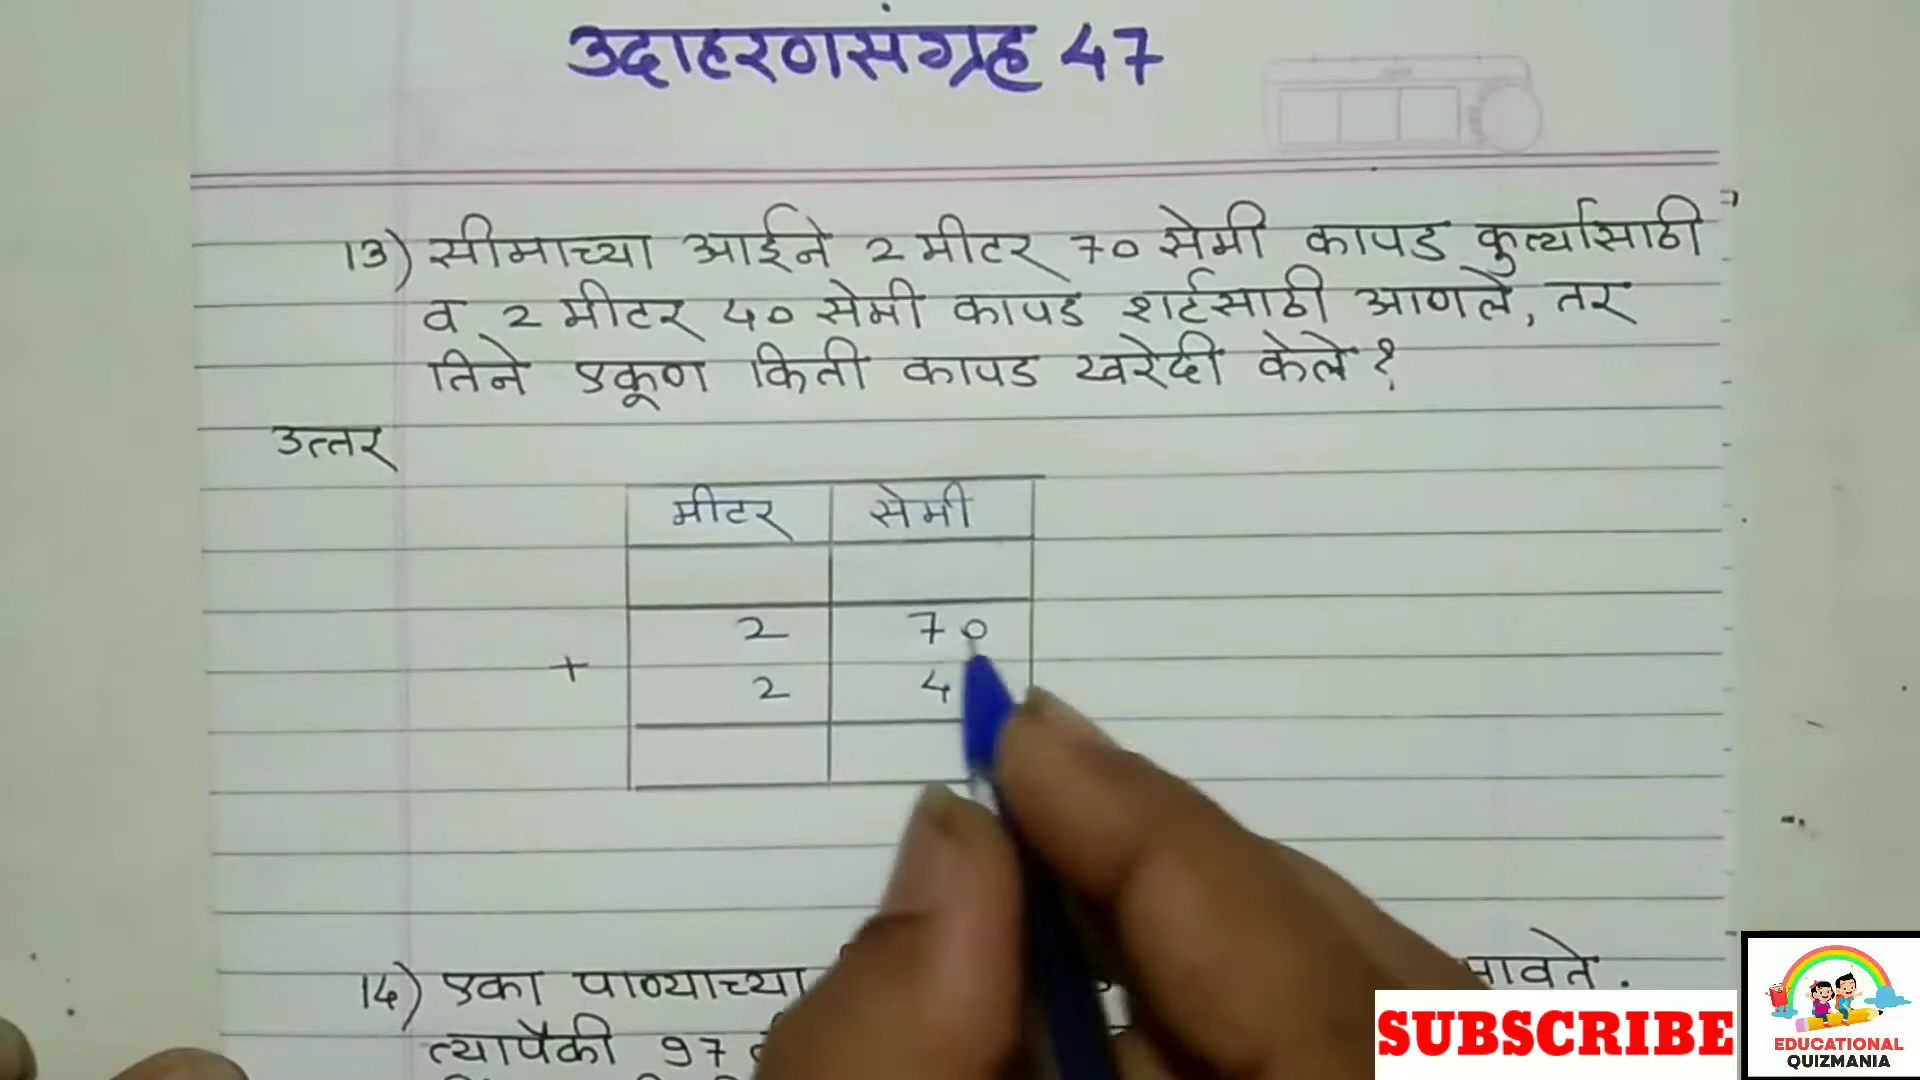 उदाहरणसंग्रह 47
13) सीमाच्या आईने 2 मीटर 70 सेमी कापड कुर्त्यासाठी
व 2 मीटर 40 सेमी कापड शर्टसाठी आणले, तर
तिने एकूण किती कापड खरेदी केले ?
उत्तर
मीटर सेमी
2 70
+ 2 4
14) एका पाण्याच्या मावते.
त्यापैकी 97
SUBSCRIBE
EDUCATIONAL
QUIZMANIA